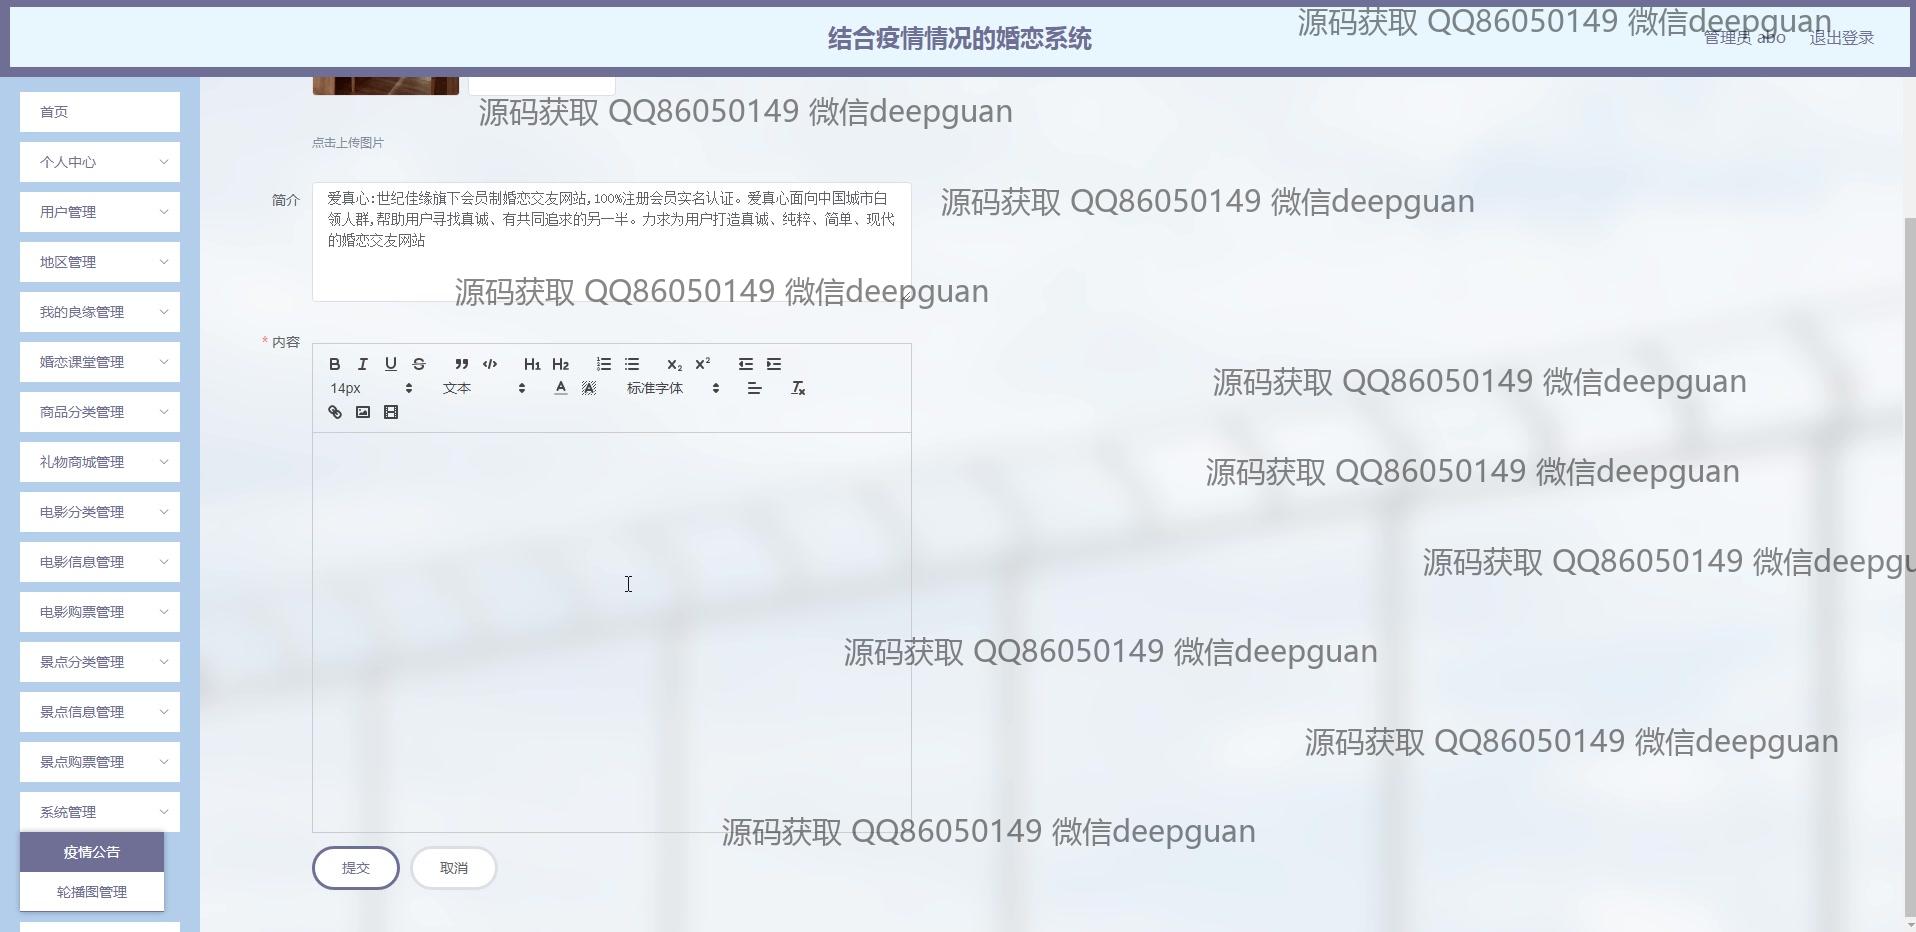 结合疫情情况的婚恋系统
源码获取 QQ86050149 微信deepguan
管理员 abo
退出登录
首页
个人中心
用户管理
地区管理
我的良缘管理
婚恋课堂管理
商品分类管理
礼物商城管理
电影分类管理
电影信息管理
电影购票管理
景点分类管理
景点信息管理
景点购票管理
系统管理
疫情公告
轮播图管理
源码获取 QQ86050149 微信deepguan
点击上传图片
简介
爱真心:世纪佳缘旗下会员制婚恋交友网站,100%注册会员实名认证。爱真心面向中国城市白
领人群,帮助用户寻找真诚、有共同追求的另一半。力求为用户打造真诚、纯粹、简单、现代
的婚恋交友网站
源码获取 QQ86050149 微信deepguan
源码获取 QQ86050149 微信deepguan
* 内容
B I U S H1 H2 X2 X2
14px 文本 A A 标准字体
源码获取 QQ86050149 微信deepguan
源码获取 QQ86050149 微信deepguan
源码获取 QQ86050149 微信deepgu
源码获取 QQ86050149 微信deepguan
源码获取 QQ86050149 微信deepguan
源码获取 QQ86050149 微信deepguan
提交
取消